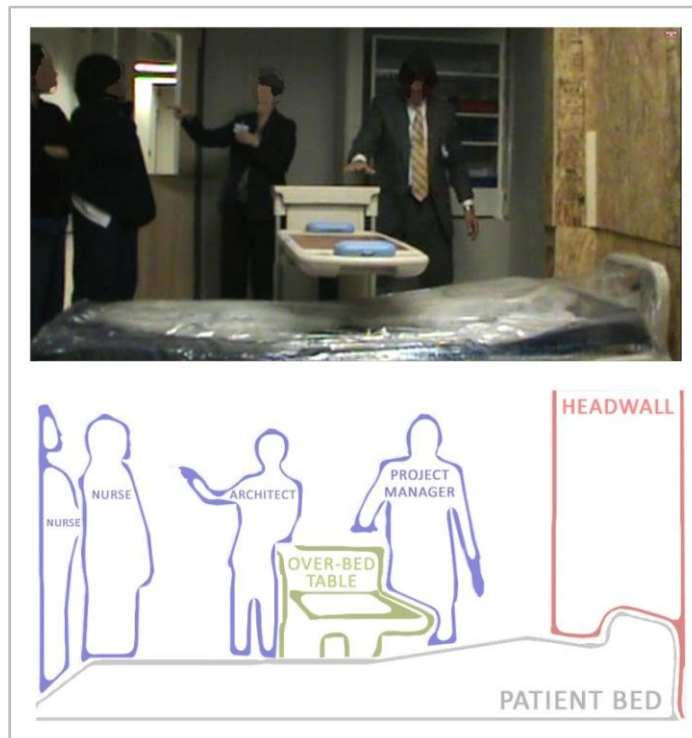 HEADWALL
PROJECT
MANAGER
NURSE
ARCHITECT
NURSE
OVER-BED
TABLE
PATIENT BED